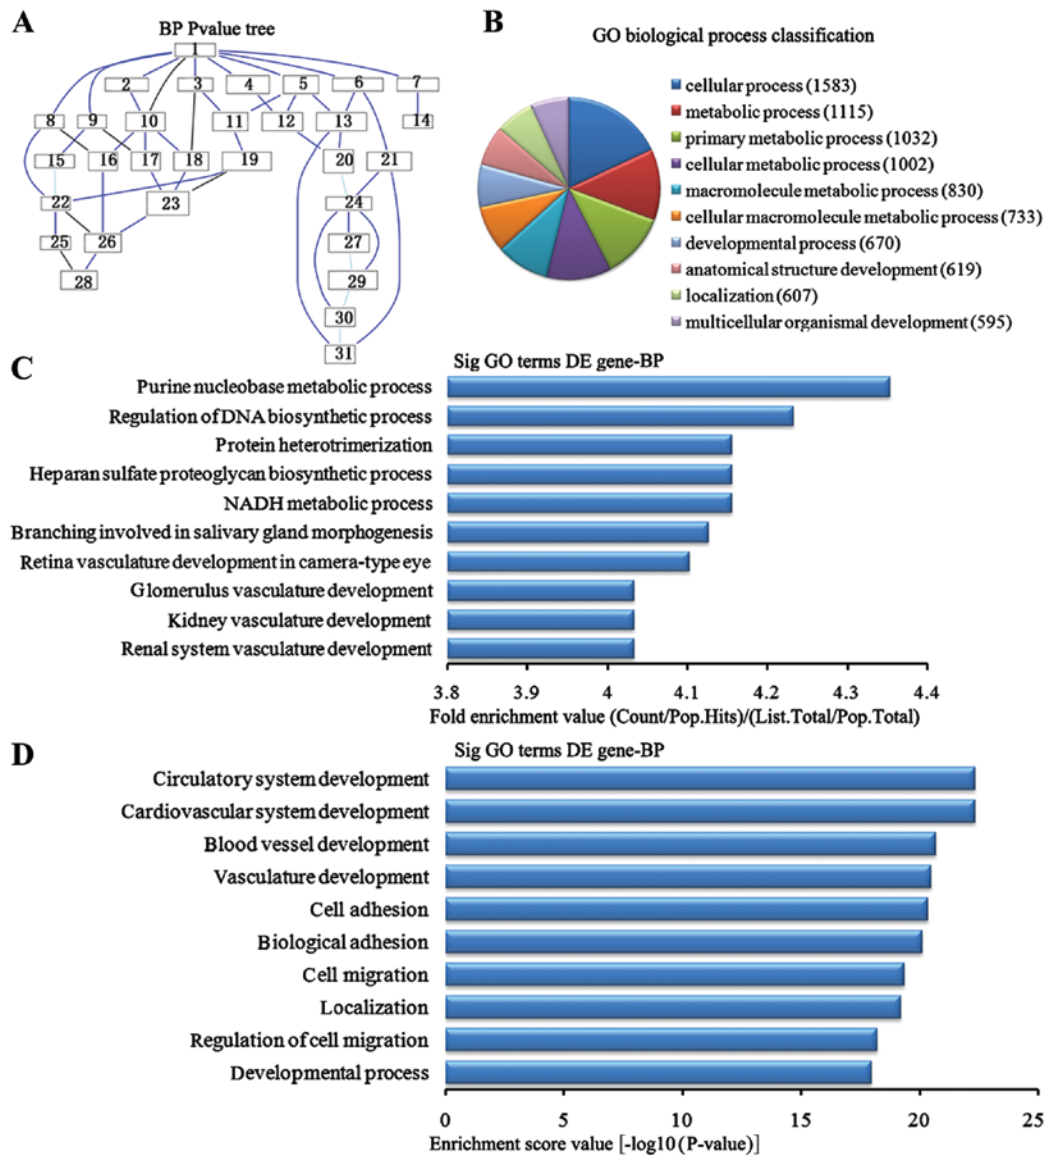 A
BP Pvalue tree
1
2 3 4 5 6 7
8 9 10 11 12 13 14
15 16 17 18 19 20 21
22 23 24
25 26 27
28 29
30
31
B
GO biological process classification
cellular process (1583)
metabolic process (1115)
primary metabolic process (1032)
cellular metabolic process (1002)
macromolecule metabolic process (830)
cellular macromolecule metabolic process (733)
developmental process (670)
anatomical structure development (619)
localization (607)
multicellular organismal development (595)
C
Sig GO terms DE gene-BP
Purine nucleobase metabolic process
Regulation of DNA biosynthetic process
Protein heterotrimerization
Heparan sulfate proteoglycan biosynthetic process
NADH metabolic process
Branching involved in salivary gland morphogenesis
Retina vasculature development in camera-type eye
Glomerulus vasculature development
Kidney vasculature development
Renal system vasculature development
3.8 3.9 4 4.1 4.2 4.3 4.4
Fold enrichment value (Count/Pop.Hits)/(List.Total/Pop.Total)
D
Sig GO terms DE gene-BP
Circulatory system development
Cardiovascular system development
Blood vessel development
Vasculature development
Cell adhesion
Biological adhesion
Cell migration
Localization
Regulation of cell migration
Developmental process
0 5 10 15 20 25
Enrichment score value [-log10 (P-value)]